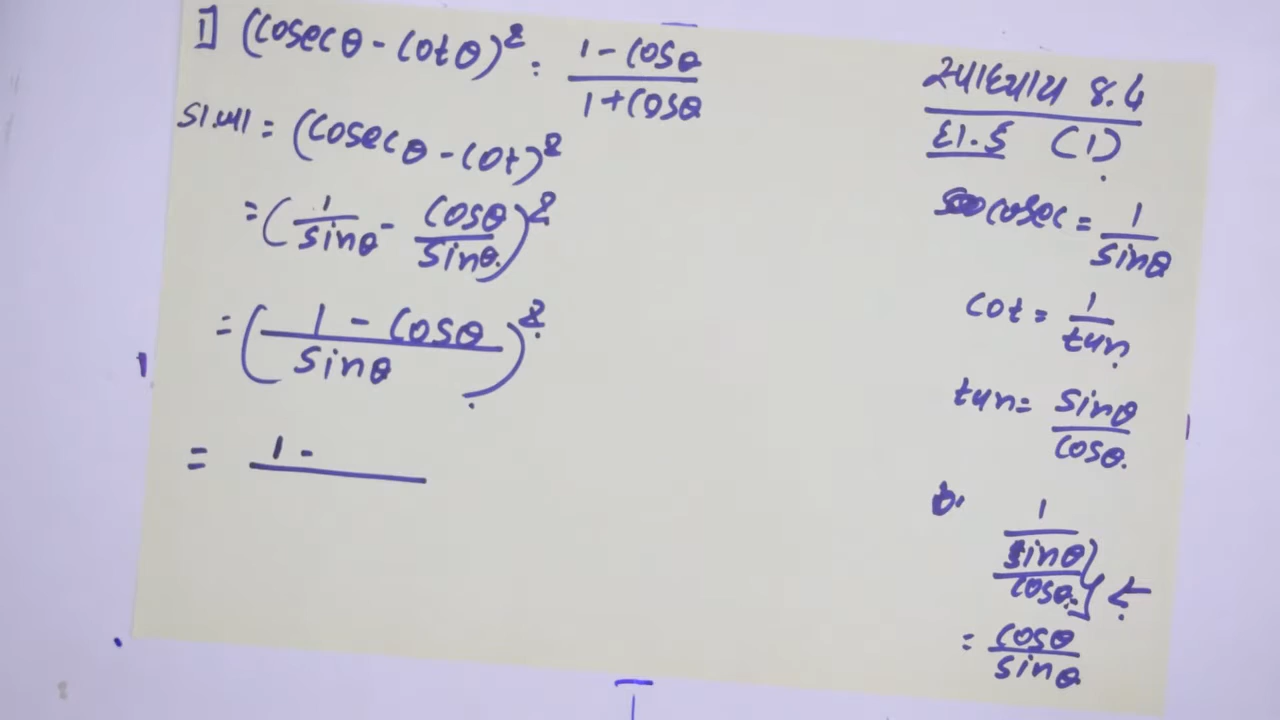 1] (cosecθ - cotθ)² = 1 - cosθ / 1 + cosθ
ડા.બા = (cosecθ - cot)²
= (1/sinθ - cosθ/sinθ)²
= (1 - cosθ / sinθ)²
= 1 -
સ્વાધ્યાય 8.4
દા.5 (1)
cosec = 1/sinθ
cot = 1/tan
tan = sinθ/cosθ
1 / (sinθ/cosθ) ←
= cosθ/sinθ